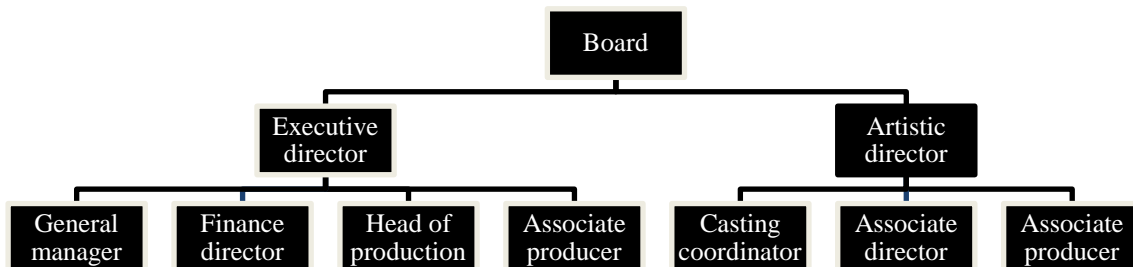 Board
Executive
director
Artistic
director
General
manager
Finance
director
Head of
production
Associate
producer
Casting
coordinator
Associate
director
Associate
producer